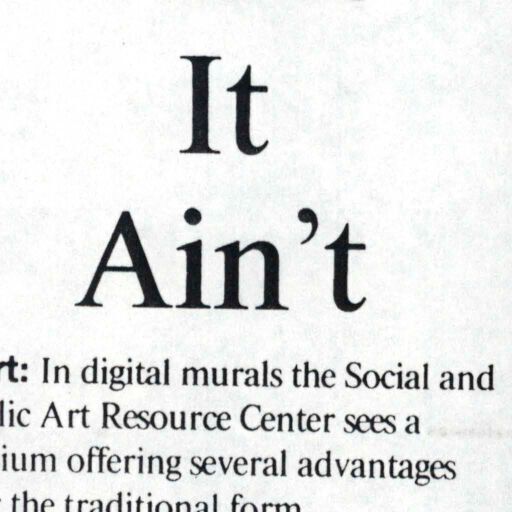 It
Ain't
rt: In digital murals the Social and
lic Art Resource Center sees a
ium offering several advantages
the traditional form